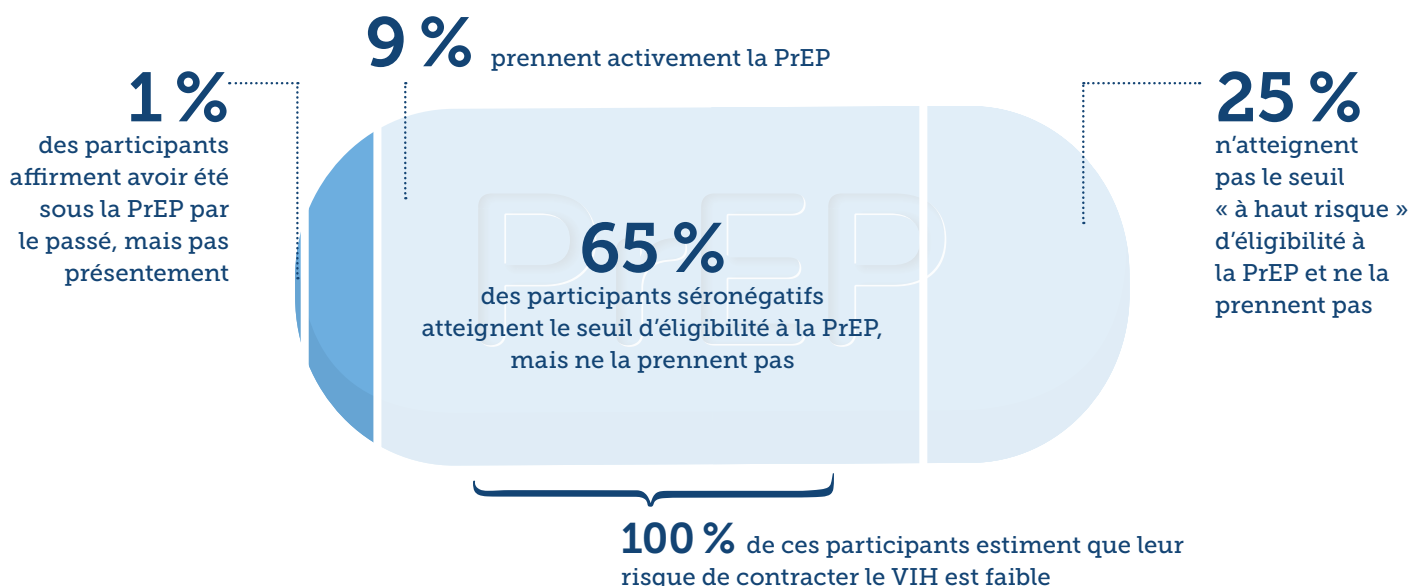 9 % prennent activement la PrEP
1 %
des participants
affirment avoir été
sous la PrEP par
le passé, mais pas
présentement
25 %
n'atteignent
pas le seuil
« à haut risque »
d'éligibilité à
la PrEP et ne la
prennent pas
PrEP
65 %
des participants séronégatifs
atteignent le seuil d'éligibilité à la PrEP,
mais ne la prennent pas
100 % de ces participants estiment que leur
risque de contracter le VIH est faible